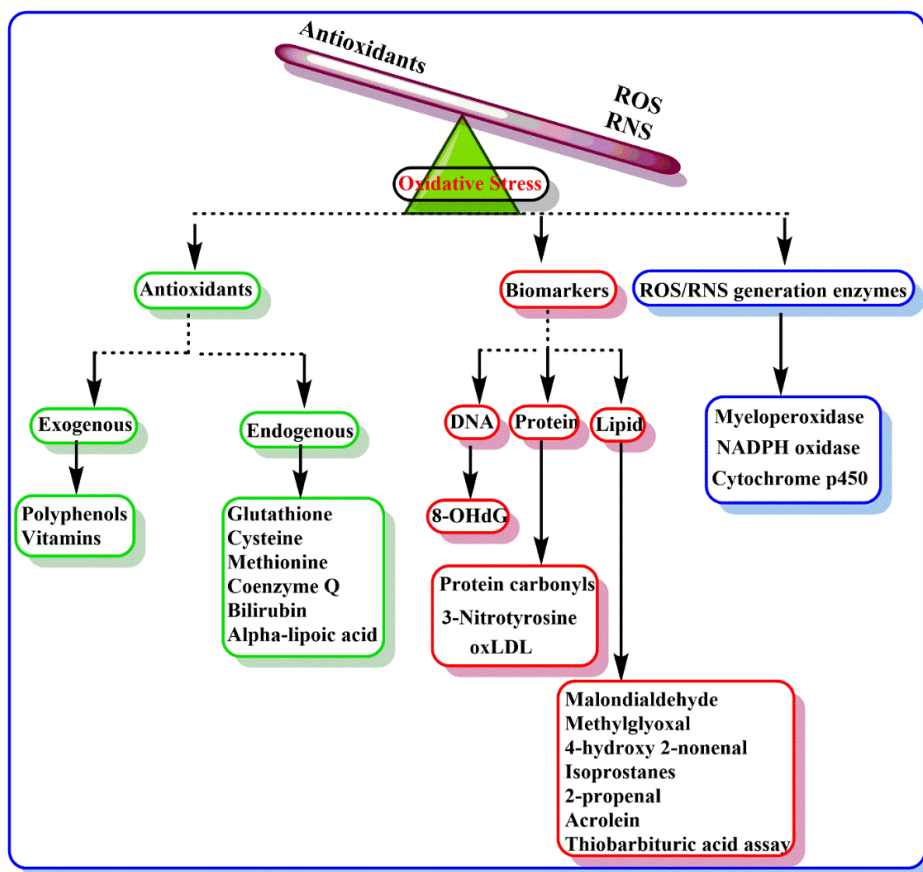 Antioxidants
ROS
RNS
Oxidative Stress
Antioxidants
Biomarkers
ROS/RNS generation enzymes
Exogenous
Endogenous
DNA
Protein
Lipid
Myeloperoxidase
NADPH oxidase
Cytochrome p450
Polyphenols
Vitamins
Glutathione
Cysteine
Methionine
Coenzyme Q
Bilirubin
Alpha-lipoic acid
8-OHdG
Protein carbonyls
3-Nitrotyrosine
oxLDL
Malondialdehyde
Methylglyoxal
4-hydroxy 2-nonenal
Isoprostanes
2-propenal
Acrolein
Thiobarbituric acid assay